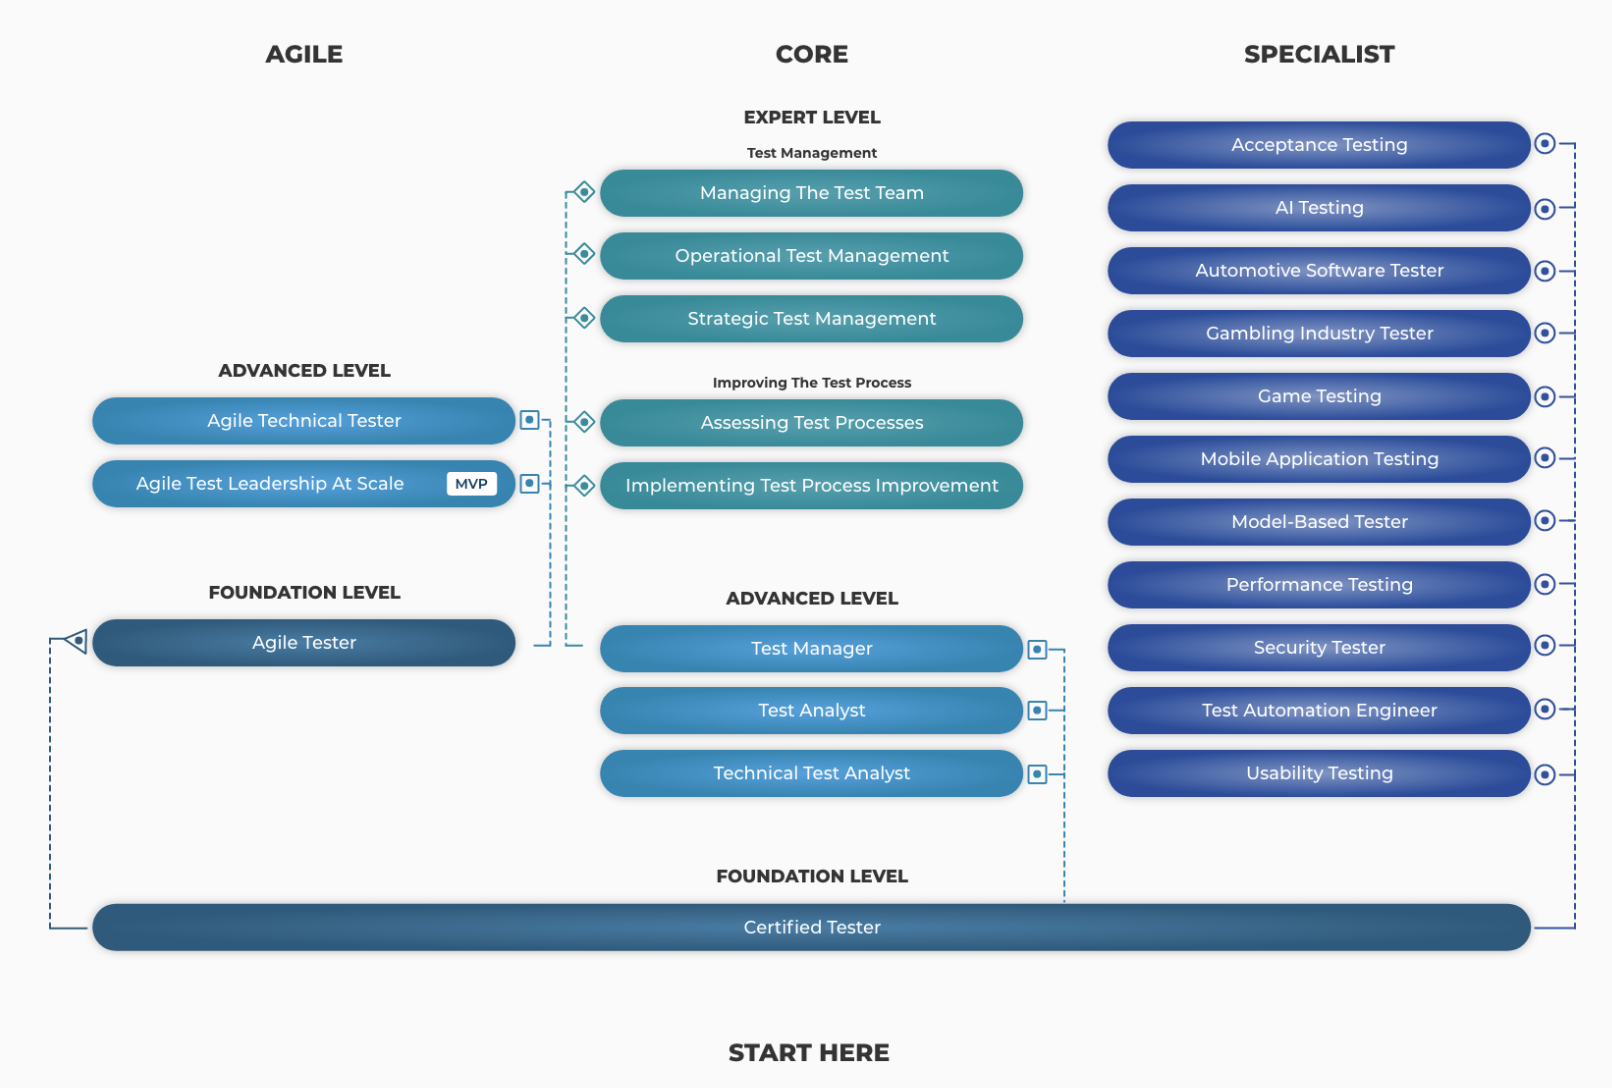 AGILE
CORE
SPECIALIST
ADVANCED LEVEL
Agile Technical Tester
Agile Test Leadership At Scale MVP
FOUNDATION LEVEL
Agile Tester
EXPERT LEVEL
Test Management
Managing The Test Team
Operational Test Management
Strategic Test Management
Improving The Test Process
Assessing Test Processes
Implementing Test Process Improvement
ADVANCED LEVEL
Test Manager
Test Analyst
Technical Test Analyst
Acceptance Testing
AI Testing
Automotive Software Tester
Gambling Industry Tester
Game Testing
Mobile Application Testing
Model-Based Tester
Performance Testing
Security Tester
Test Automation Engineer
Usability Testing
FOUNDATION LEVEL
Certified Tester
START HERE